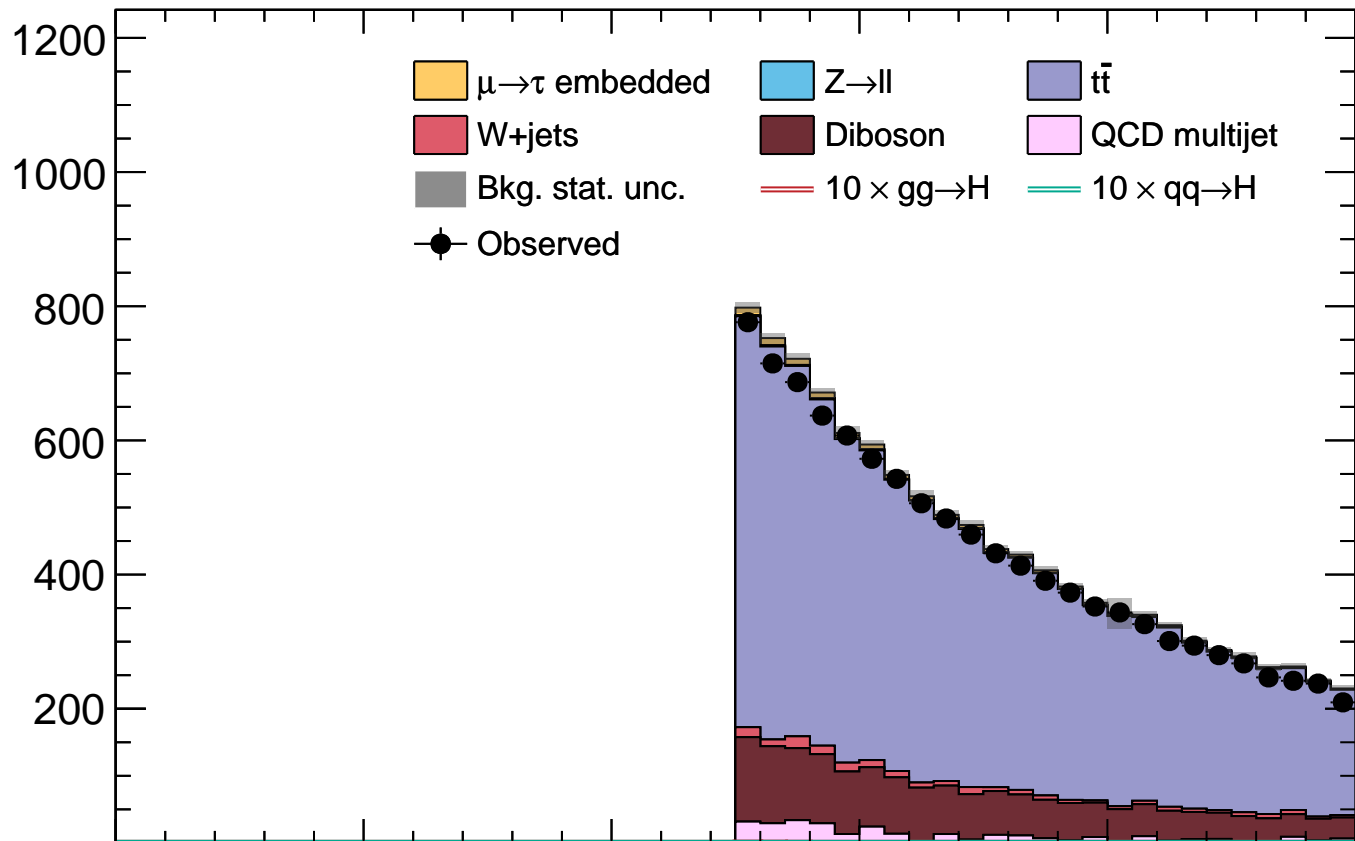 1200
μ→τ embedded Z→ll tt̄
W+jets Diboson QCD multijet
1000
Bkg. stat. unc. 10 × gg→H 10 × qq→H
Observed
800
600
400
200